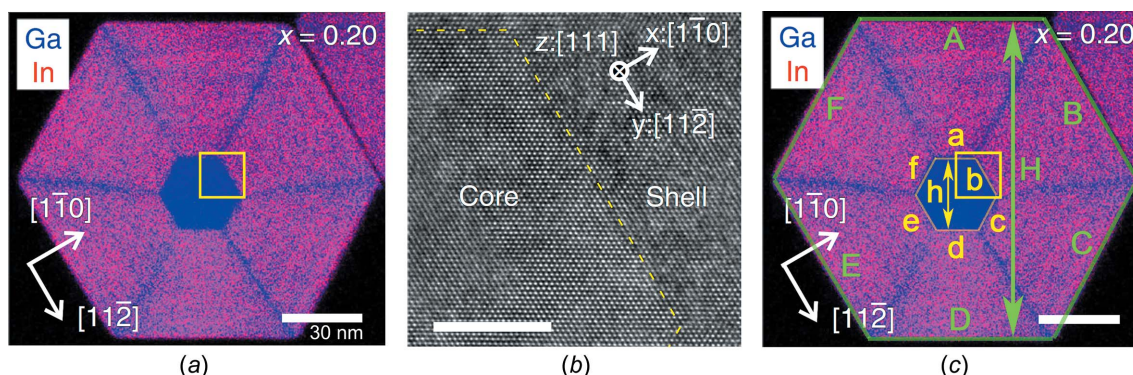 Ga
In
x = 0.20
[11̅0]
[112̅]
30 nm
(a)
z:[111]
x:[11̅0]
y:[112̅]
Core
Shell
(b)
Ga
In
x = 0.20
A
B
F
a
H
f
b
h
[11̅0]
e
c
d
C
E
[112̅]
D
(c)